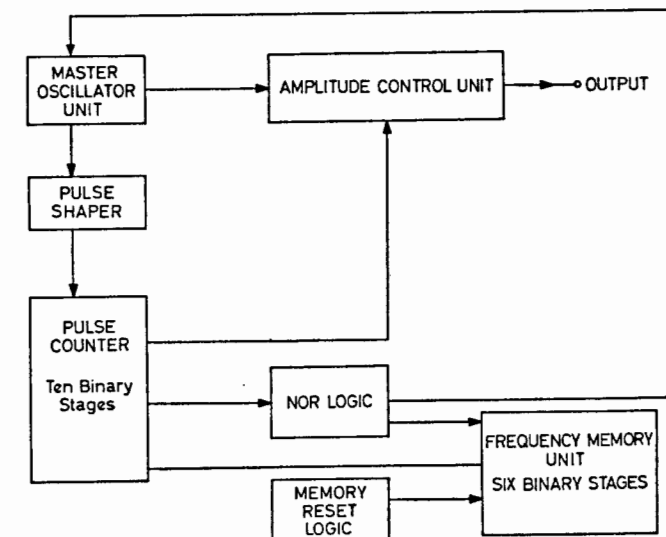 MASTER
OSCILLATOR
UNIT
AMPLITUDE CONTROL UNIT
OUTPUT
PULSE
SHAPER
PULSE
COUNTER
Ten Binary
Stages
NOR LOGIC
FREQUENCY MEMORY
UNIT
SIX BINARY STAGES
MEMORY
RESET
LOGIC